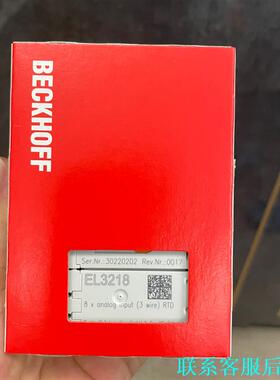 BECKHOFF
Ser.Nr.:30220202 Rev.Nr.:0017
EL3218
8 x analog input (3 wire) RTD
联系客服后